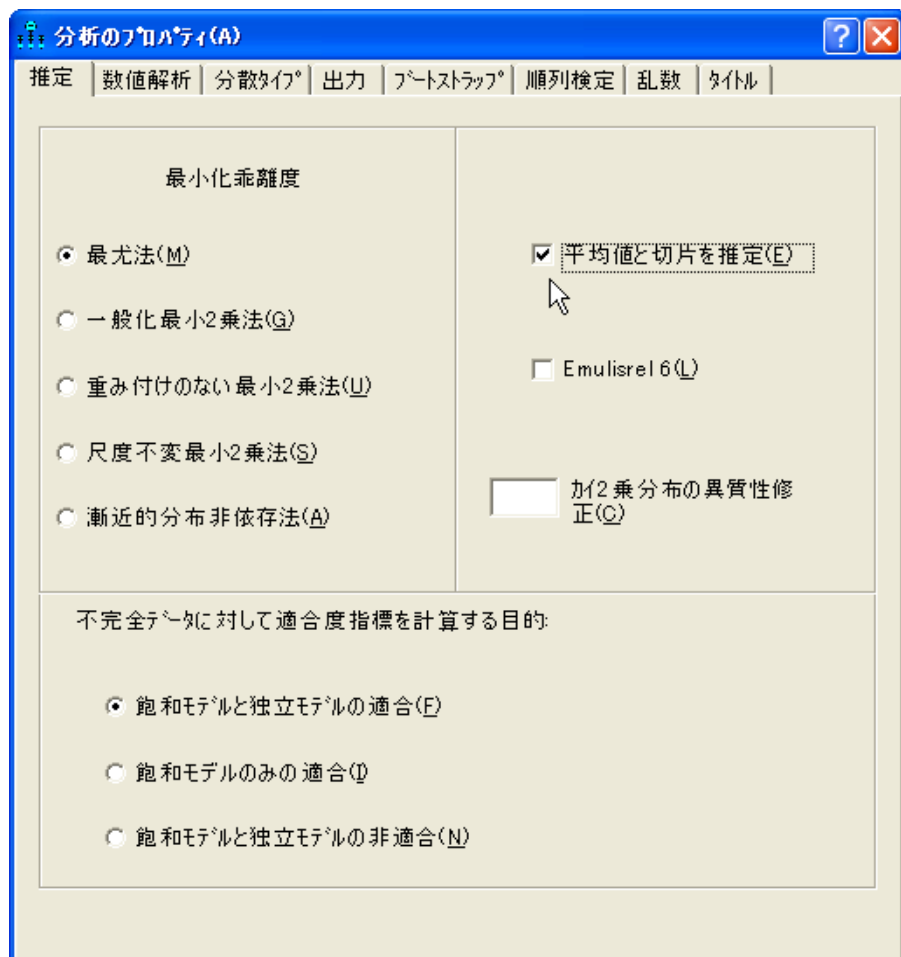 分析のﾌﾟﾛﾊﾟﾃｨ(A)
推定 数値解析 分散ﾀｲﾌﾟ 出力 ﾌﾞｰﾄｽﾄﾗｯﾌﾟ 順列検定 乱数 ﾀｲﾄﾙ
最小化乖離度
最尤法(M)
一般化最小2乗法(G)
重み付けのない最小2乗法(U)
尺度不変最小2乗法(S)
漸近的分布非依存法(A)
平均値と切片を推定(E)
Emulisrel6(L)
ｶｲ2乗分布の異質性修
正(C)
不完全ﾃﾞｰﾀに対して適合度指標を計算する目的:
飽和ﾓﾃﾞﾙと独立ﾓﾃﾞﾙの適合(F)
飽和モデルのみの適合(I)
飽和ﾓﾃﾞﾙと独立ﾓﾃﾞﾙの非適合(N)